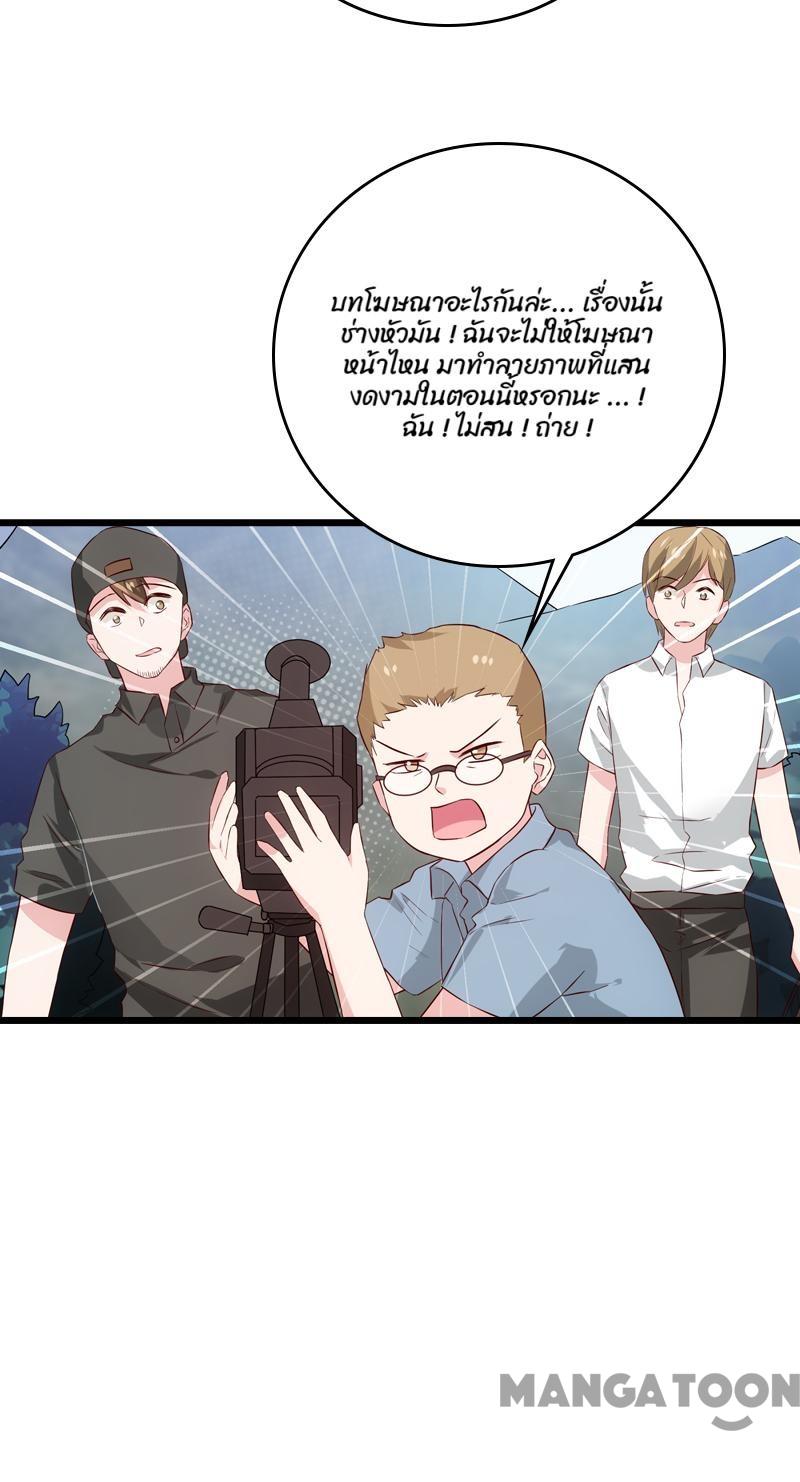 บทโฆษณาอะไรกันล่ะ... เรื่องนั้น
ช่างหัวมัน ! ฉันจะไม่ให้โฆษณา
หน้าไหน มาทำลายภาพที่แสน
งดงามในตอนนี้หรอกนะ ... !
ฉัน ! ไม่สน ! ถ่าย !
MANGATOON